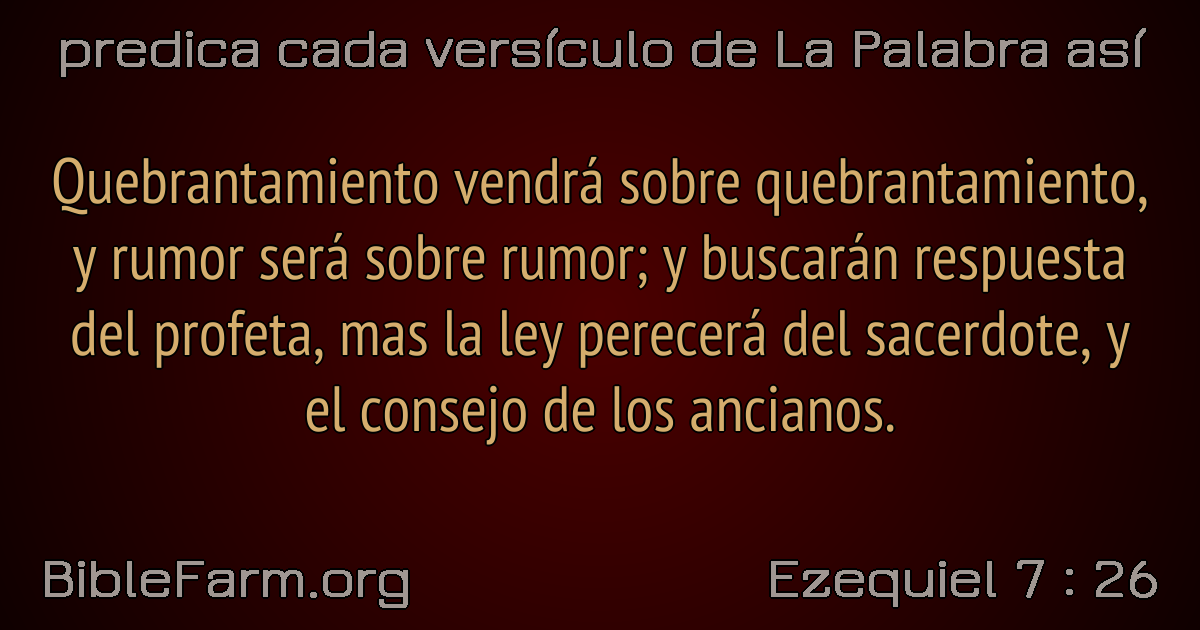 predica cada versículo de La Palabra así
Quebrantamiento vendrá sobre quebrantamiento,
y rumor será sobre rumor; y buscarán respuesta
del profeta, mas la ley perecerá del sacerdote, y
el consejo de los ancianos.
BibleFarm.org
Ezequiel 7 : 26